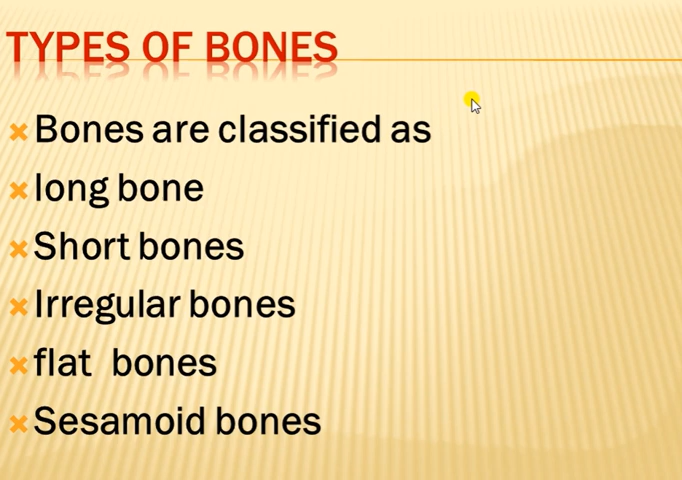 TYPES OF BONES
Bones are classified as
long bone
Short bones
Irregular bones
flat  bones
Sesamoid bones